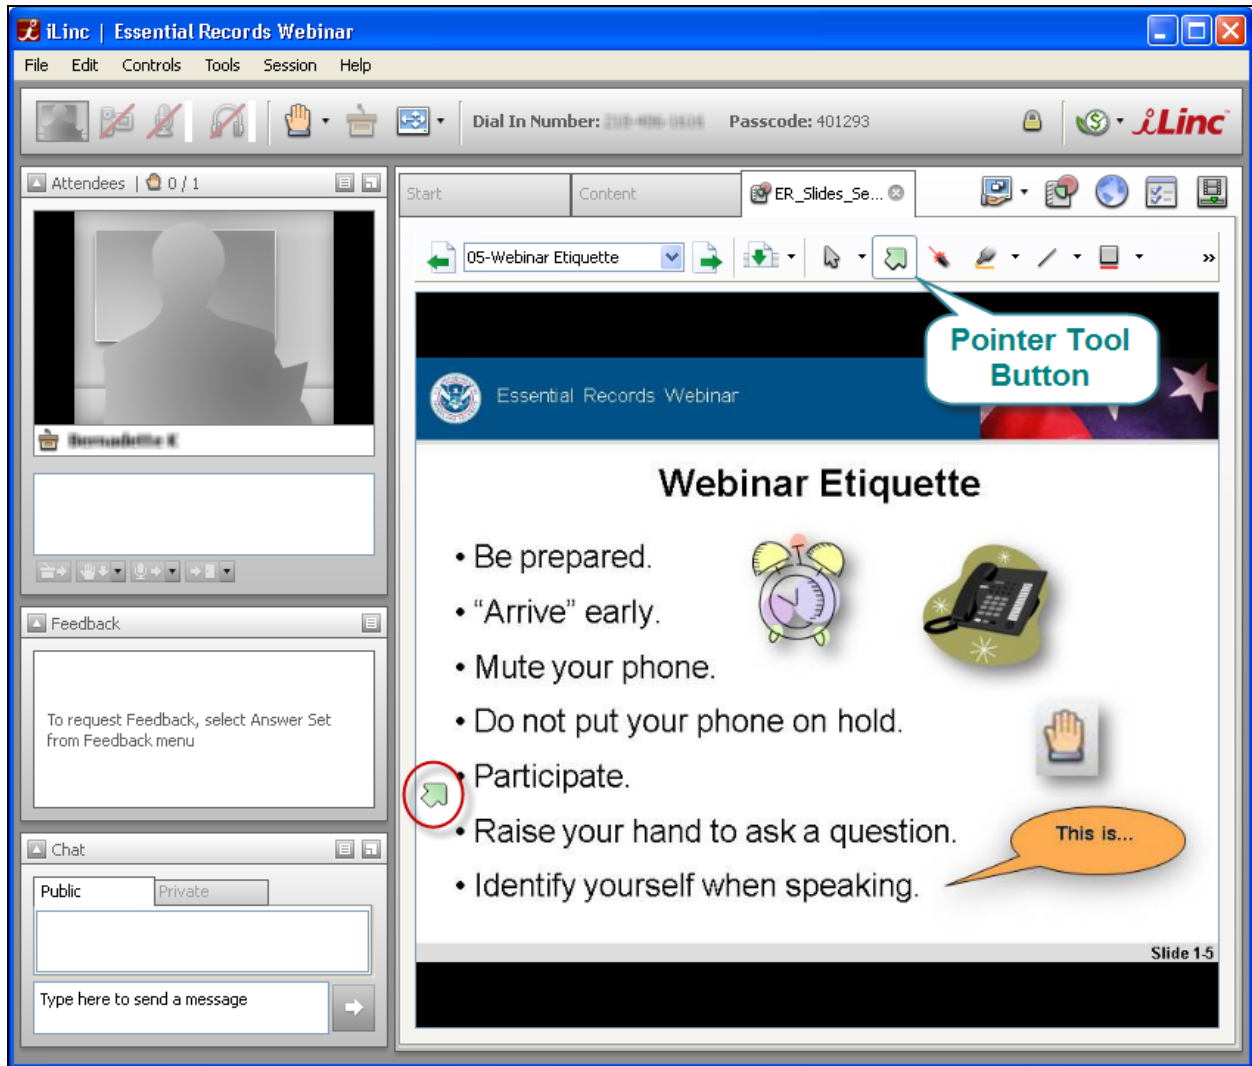 iLinc | Essential Records Webinar
File Edit Controls Tools Session Help
Dial In Number: Passcode: 401293
iLinc
Attendees | 0 / 1
Feedback
To request Feedback, select Answer Set
from Feedback menu
Chat
Public Private
Type here to send a message
Start Content ER_Slides_Se...
05-Webinar Etiquette
»
Pointer Tool
Button
Essential Records Webinar
Webinar Etiquette
• Be prepared.
• “Arrive” early.
• Mute your phone.
• Do not put your phone on hold.
• Participate.
• Raise your hand to ask a question.
• Identify yourself when speaking.
This is...
Slide 1-5